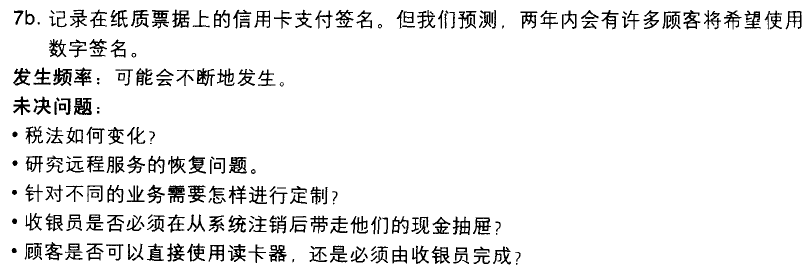 7b. 记录在纸质票据上的信用卡支付签名。但我们预测，两年内会有许多顾客将希望使用
数字签名。
发生频率：可能会不断地发生。
未决问题：
• 税法如何变化？
• 研究远程服务的恢复问题。
• 针对不同的业务需要怎样进行定制？
• 收银员是否必须在从系统注销后带走他们的现金抽屉？
• 顾客是否可以直接使用读卡器，还是必须由收银员完成？